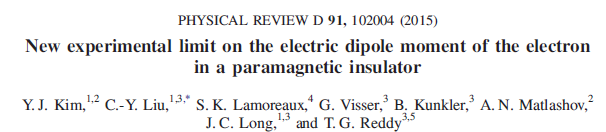 PHYSICAL REVIEW D 91, 102004 (2015)
New experimental limit on the electric dipole moment of the electron
in a paramagnetic insulator
Y. J. Kim,1,2 C.-Y. Liu,1,3,* S. K. Lamoreaux,4 G. Visser,3 B. Kunkler,3 A. N. Matlashov,2
J. C. Long,1,3 and T. G. Reddy3,5